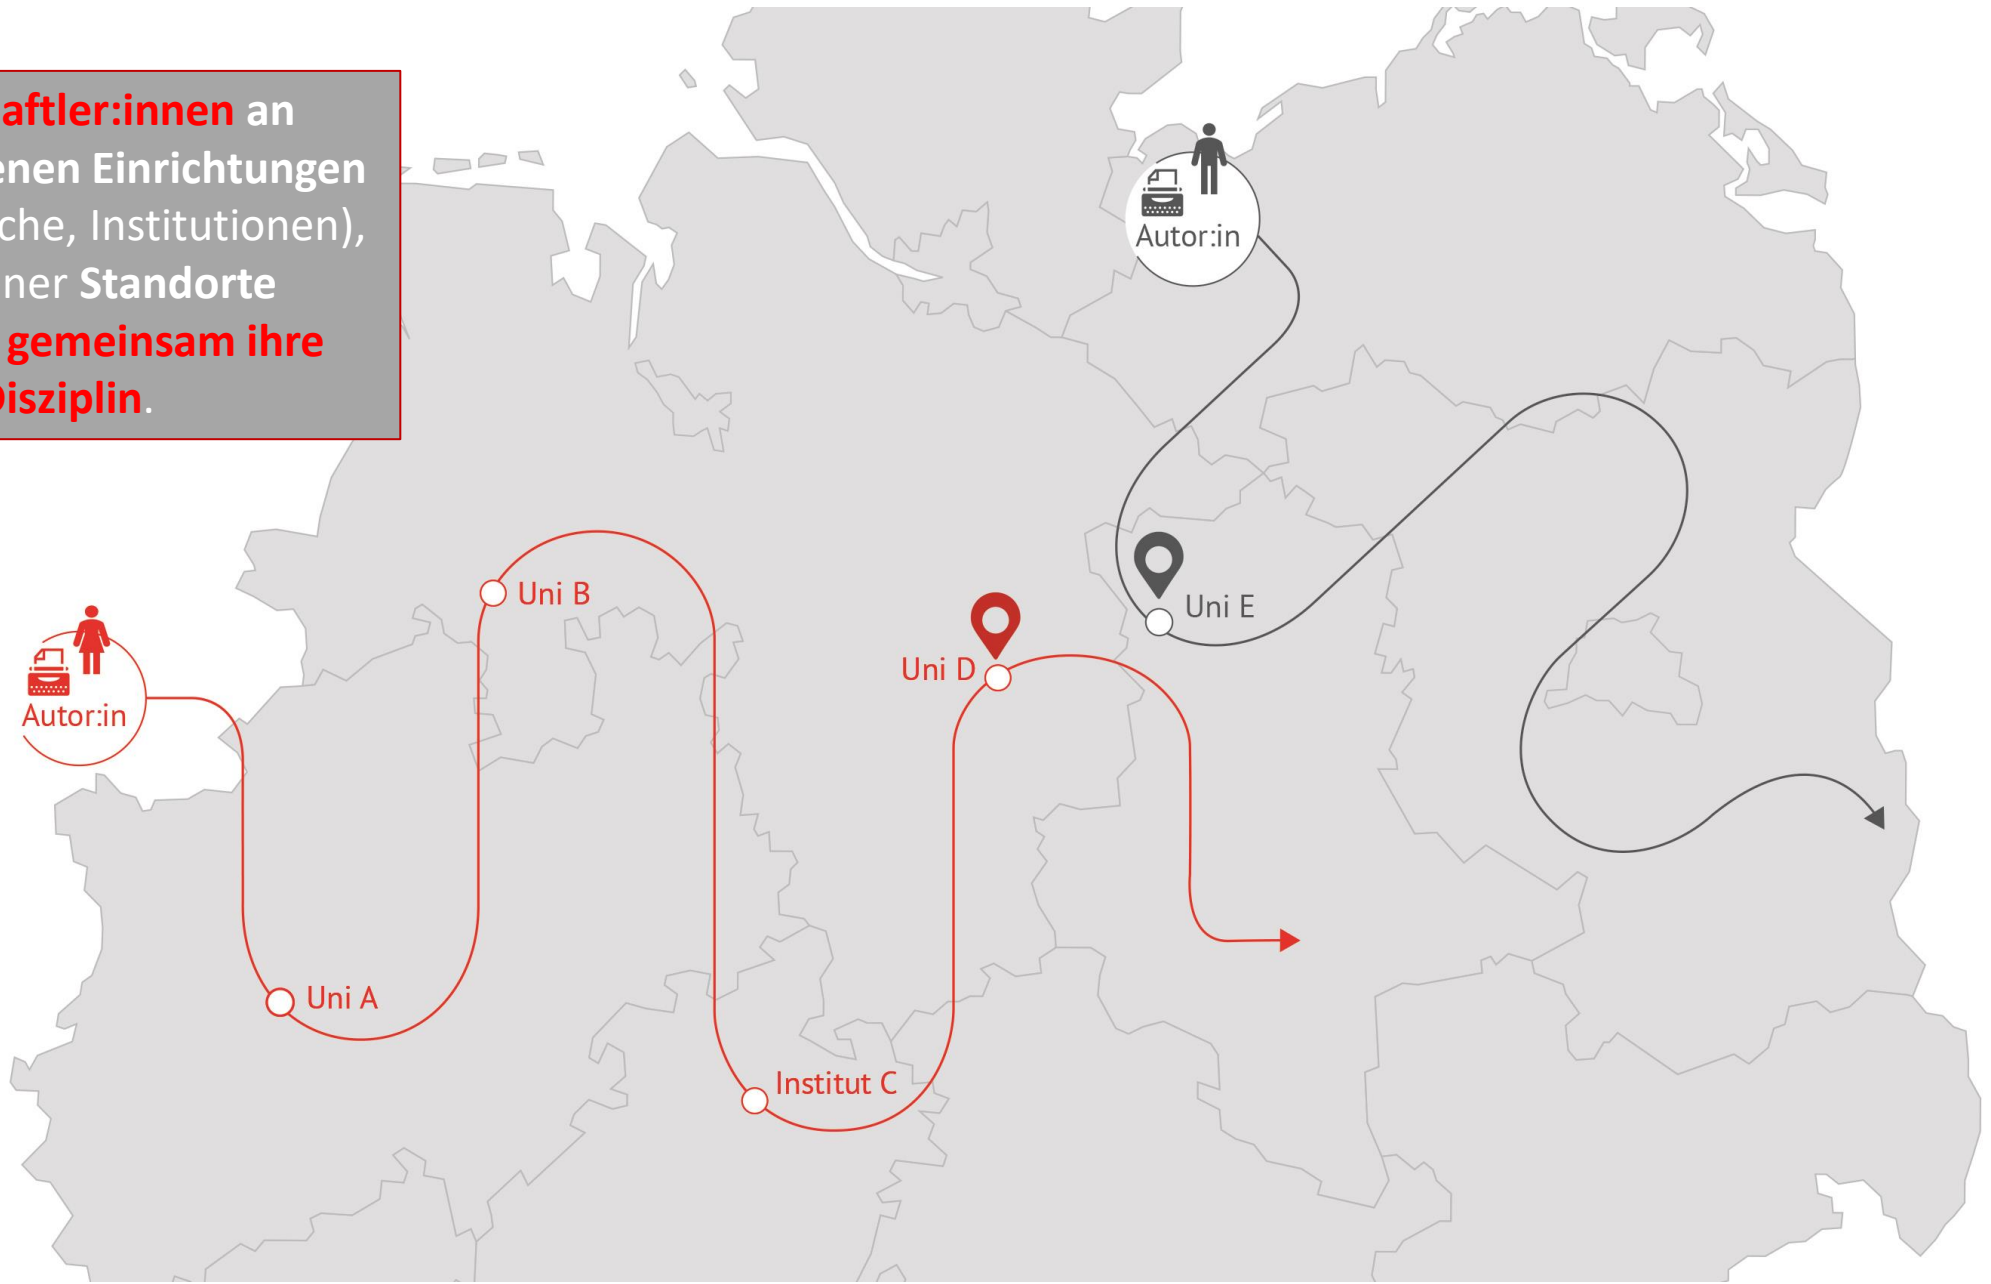 aftler:innen an
enen Einrichtungen
che, Institutionen),
ner Standorte
gemeinsam ihre
Disziplin.
Autor:in
Uni B
Uni E
Uni D
Autor:in
Uni A
Institut C